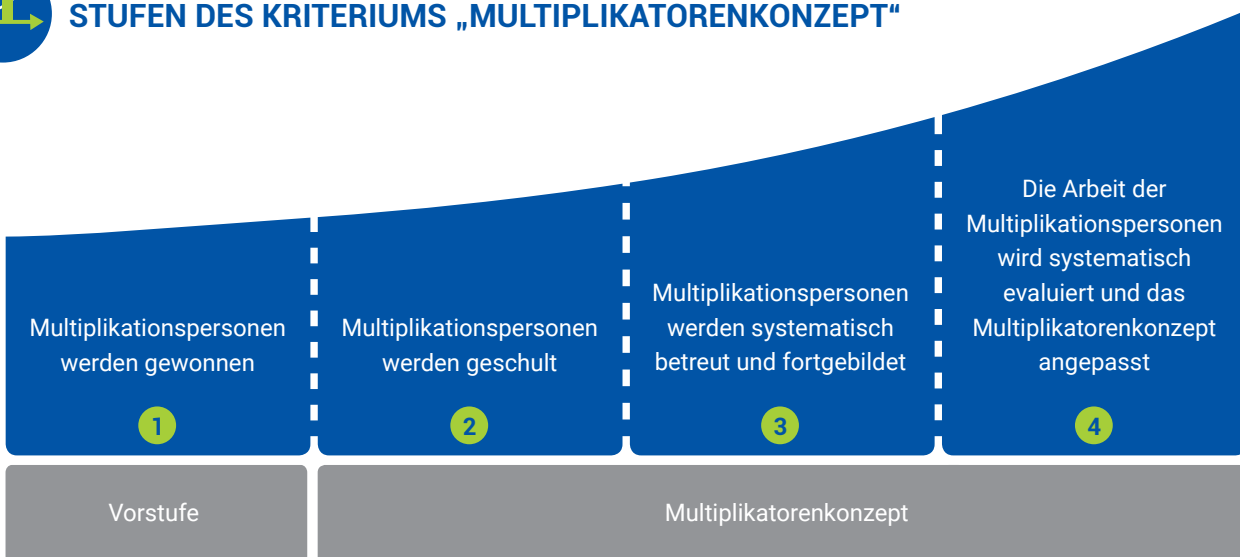 STUFEN DES KRITERIUMS „MULTIPLIKATORENKONZEPT“
Multiplikationspersonen
werden gewonnen
1
Multiplikationspersonen
werden geschult
2
Multiplikationspersonen
werden systematisch
betreut und fortgebildet
3
Die Arbeit der
Multiplikationspersonen
wird systematisch
evaluiert und das
Multiplikatorenkonzept
angepasst
4
Vorstufe
Multiplikatorenkonzept